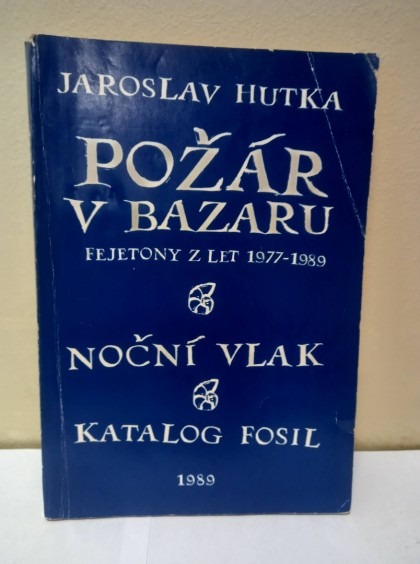 JAROSLAV HUTKA
POŽÁR
V BAZARU
FEJETONY Z LET 1977-1989
NOČNÍ VLAK
KATALOG FOSIL
1989